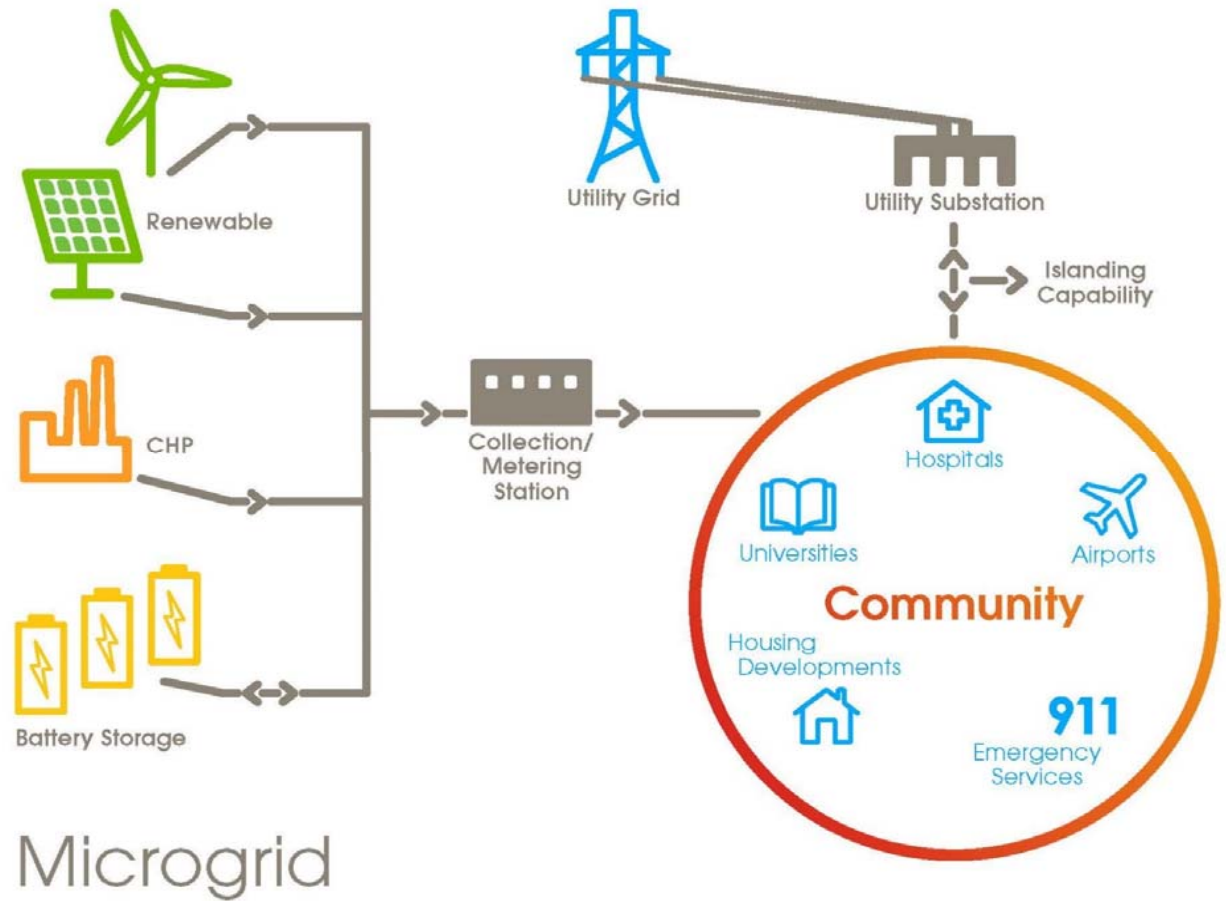 Renewable
CHP
Battery Storage
Collection/
Metering
Station
Utility Grid
Utility Substation
Islanding
Capability
Hospitals
Universities
Airports
Community
Housing
Developments
911
Emergency
Services
Microgrid